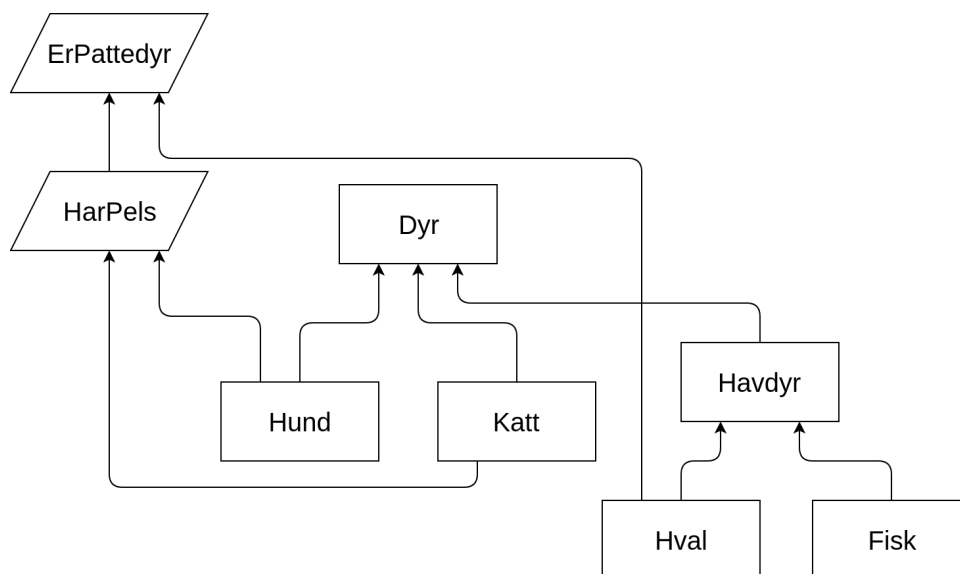 ErPattedyr
HarPels
Dyr
Havdyr
Hund
Katt
Hval
Fisk